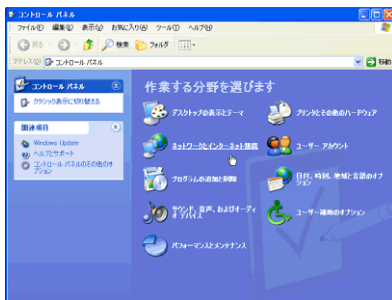 コントロール パネル
ファイル(F) 編集(E) 表示(V) お気に入り(A) ツール(T) ヘルプ(H)
戻る 検索 フォルダ
アドレス(D) コントロール パネル 移動
コントロール パネル
クラシック表示に切り替える
関連項目
Windows Update
ヘルプとサポート
コントロール パネルのその他のオプション
作業する分野を選びます
デスクトップの表示とテーマ
プリンタとその他のハードウェア
ネットワークとインターネット接続
ユーザー アカウント
プログラムの追加と削除
日付、時刻、地域と言語のオプション
サウンド、音声、およびオーディオ デバイス
ユーザー補助のオプション
パフォーマンスとメンテナンス